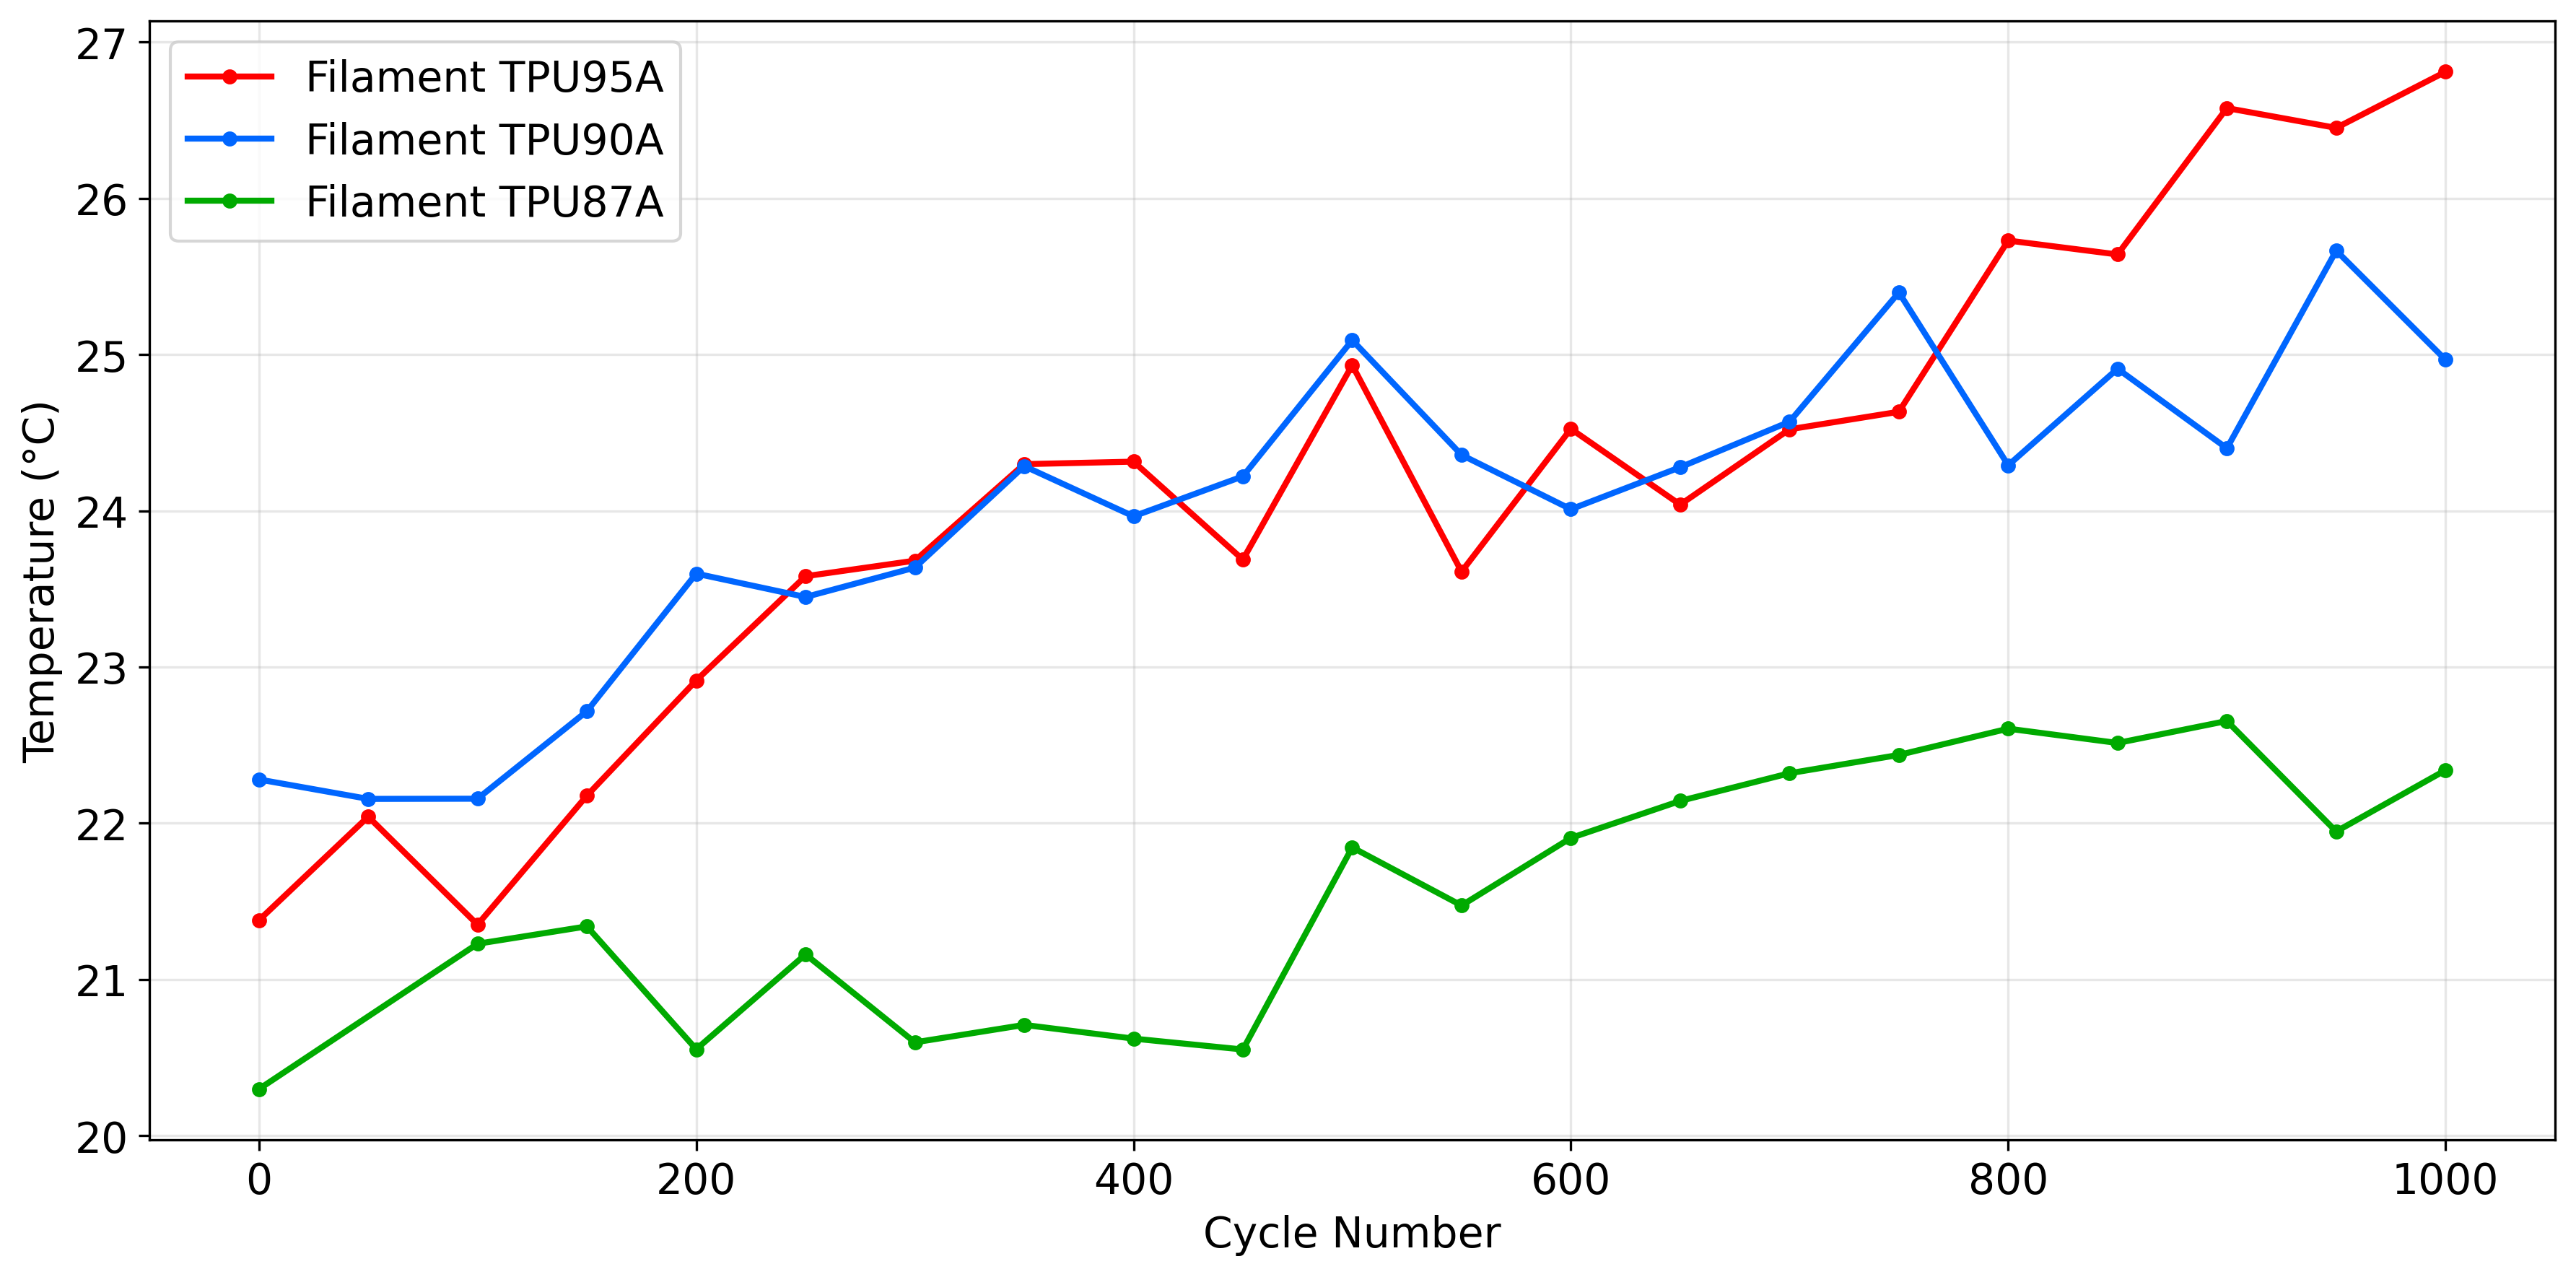 27
26
25
24
23
22
21
20
Temperature (°C)
Filament TPU95A
Filament TPU90A
Filament TPU87A
0 200 400 600 800 1000
Cycle Number